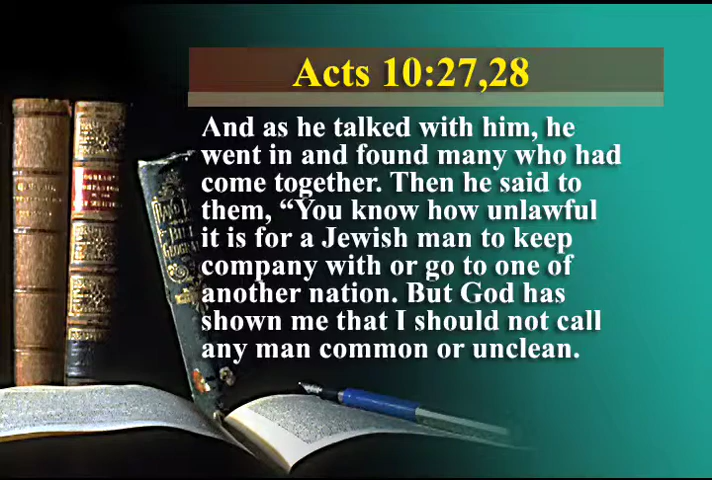 Acts 10:27,28
And as he talked with him, he
went in and found many who had
come together. Then he said to
them, “You know how unlawful
it is for a Jewish man to keep
company with or go to one of
another nation. But God has
shown me that I should not call
any man common or unclean.